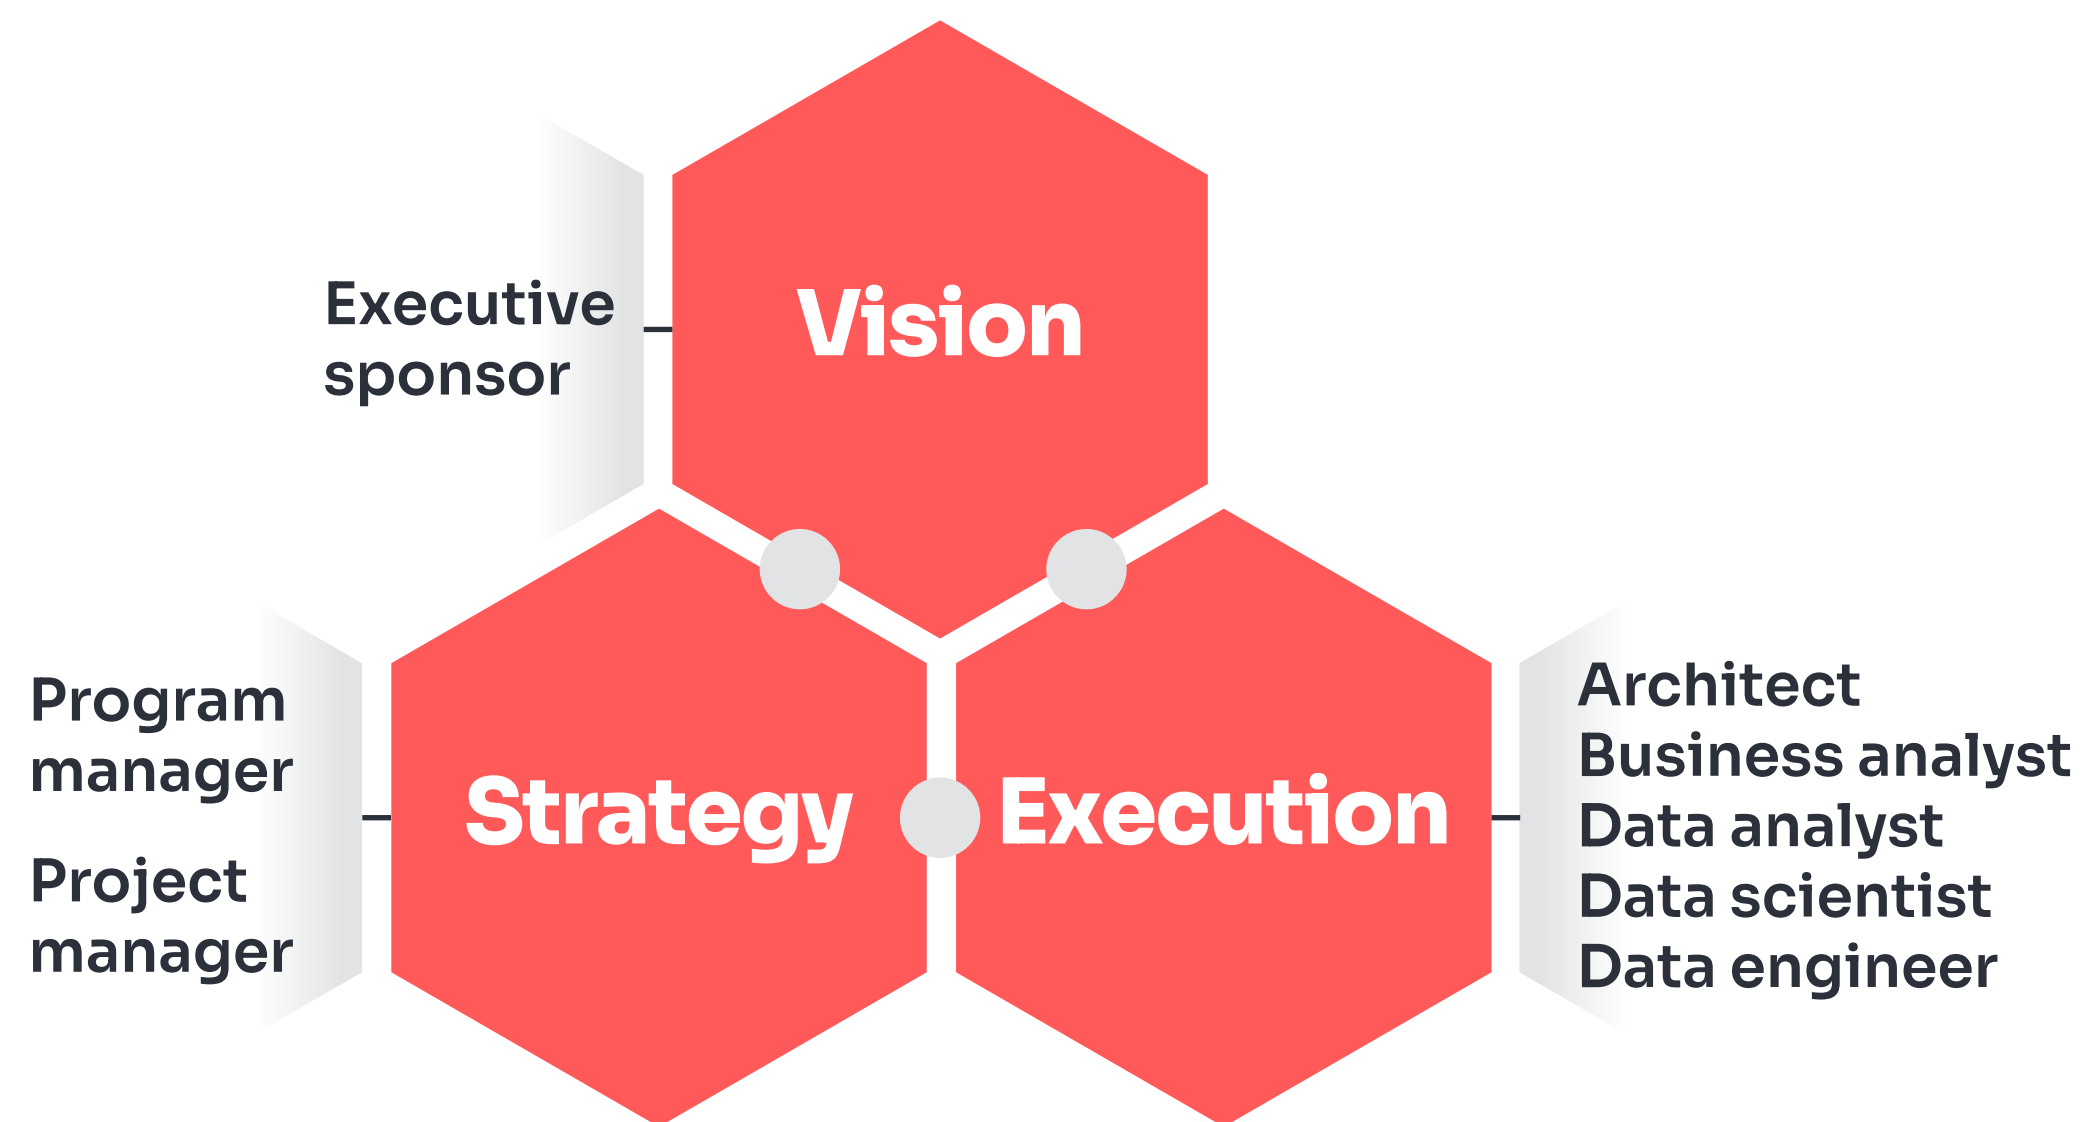 Vision
Executive
sponsor
Strategy
Program
manager
Project
manager
Execution
Architect
Business analyst
Data analyst
Data scientist
Data engineer